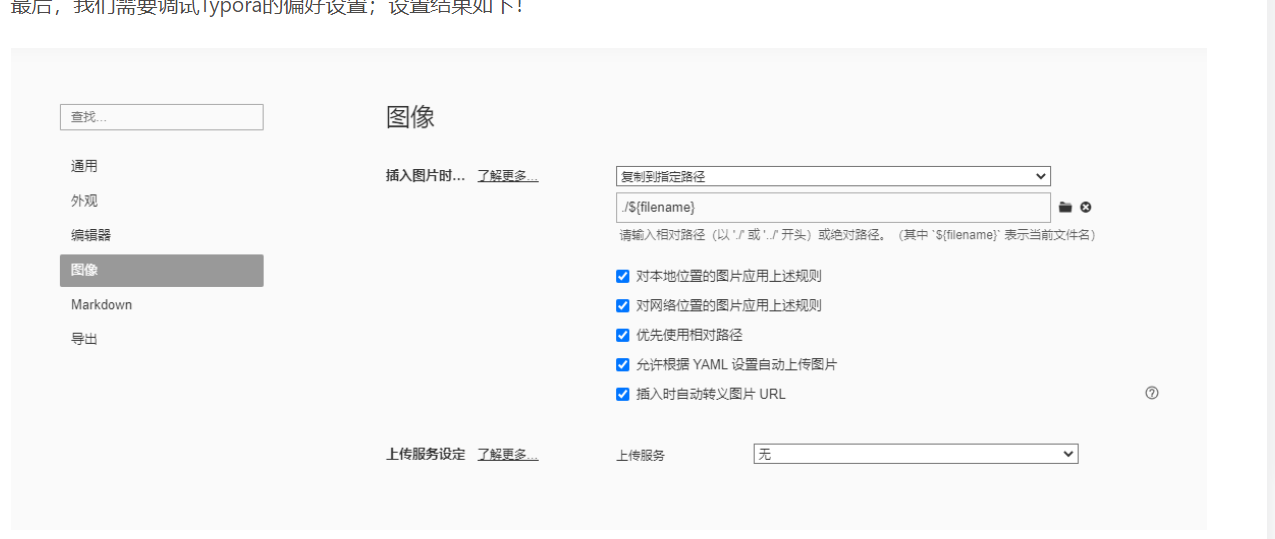 最后，我们需要调试Typora的偏好设置；设置结果如下！
查找...
图像
通用
外观
编辑器
图像
Markdown
导出
插入图片时... 了解更多...
复制到指定路径
./${filename}
请输入相对路径（以 './' 或 '../' 开头）或绝对路径。（其中 `${filename}` 表示当前文件名）
对本地位置的图片应用上述规则
对网络位置的图片应用上述规则
优先使用相对路径
允许根据 YAML 设置自动上传图片
插入时自动转义图片 URL
上传服务设定 了解更多...
上传服务 无